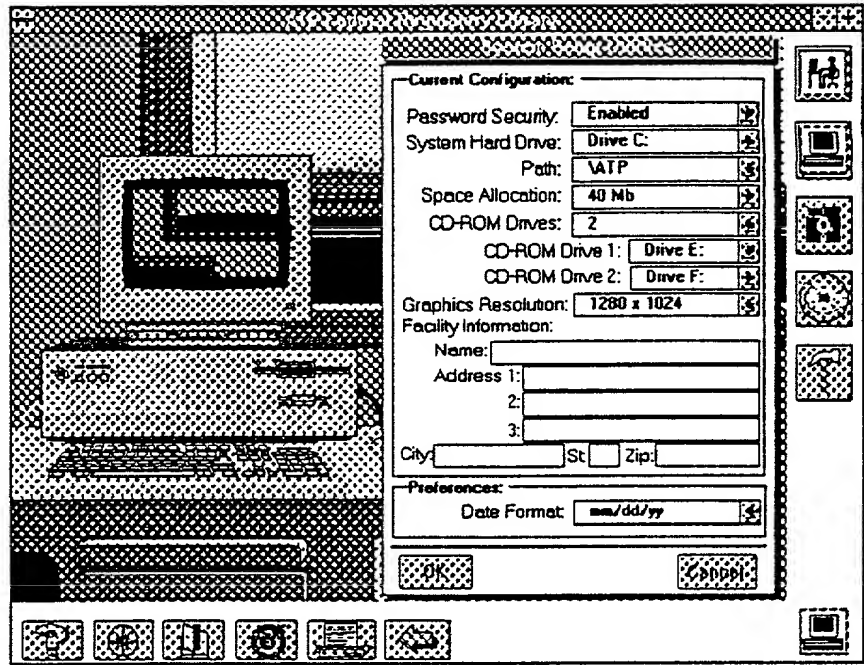 Current Configuration:
Password Security: Enabled
System Hard Drive: Drive C:
Path: \ATP
Space Allocation: 40 Mb
CD-ROM Drives: 2
CD-ROM Drive 1: Drive E:
CD-ROM Drive 2: Drive F:
Graphics Resolution: 1280 x 1024
Facility Information:
Name:
Address 1:
2:
3:
City: St Zip:
Preferences:
Date Format: mm/dd/yy
OK Cancel